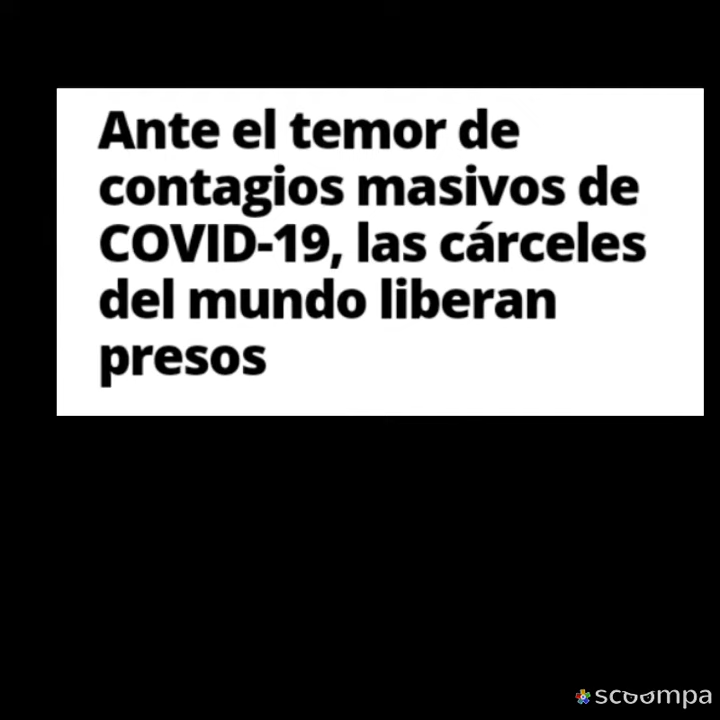 Ante el temor de
contagios masivos de
COVID-19, las cárceles
del mundo liberan
presos
scoompa